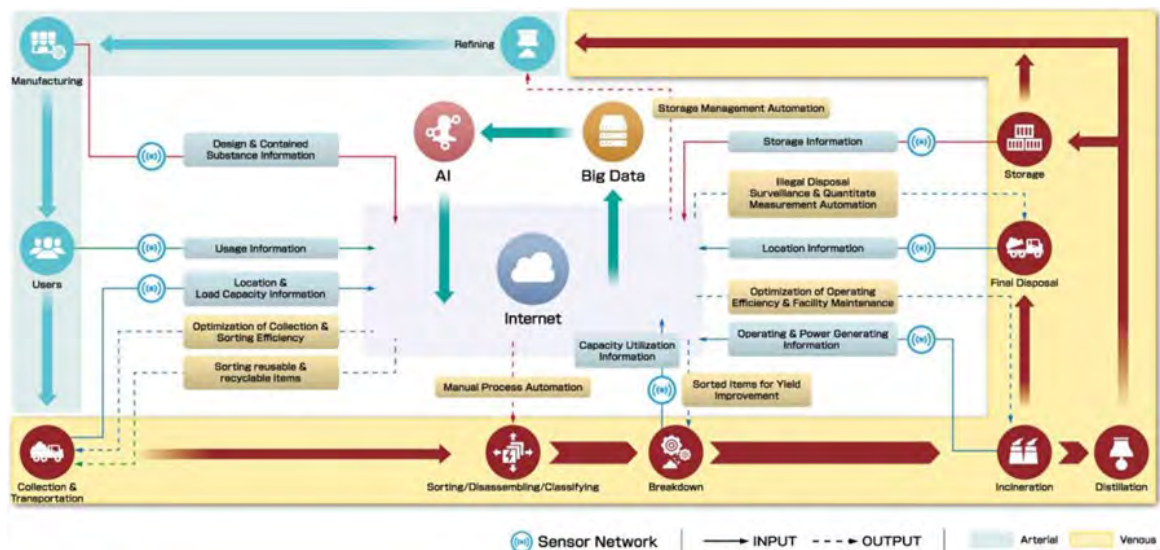 Refining
Manufacturing
Storage Management Automation
Design & Contained
Substance Information
AI
Big Data
Storage Information
Storage
Illegal Disposal
Surveillance & Quantitate
Measurement Automation
Usage Information
Users
Location Information
Final Disposal
Location &
Load Capacity Information
Internet
Optimization of Operating
Efficiency & Facility Maintenance
Optimization of Collection &
Sorting Efficiency
Capacity Utilization
Information
Operating & Power Generating
Information
Sorting reusable &
recyclable items
Manual Process Automation
Sorted Items for Yield
Improvement
Collection &
Transportation
Sorting/Disassembling/Classifying
Breakdown
Incineration
Distillation
Sensor Network
INPUT
OUTPUT
Arterial
Venous